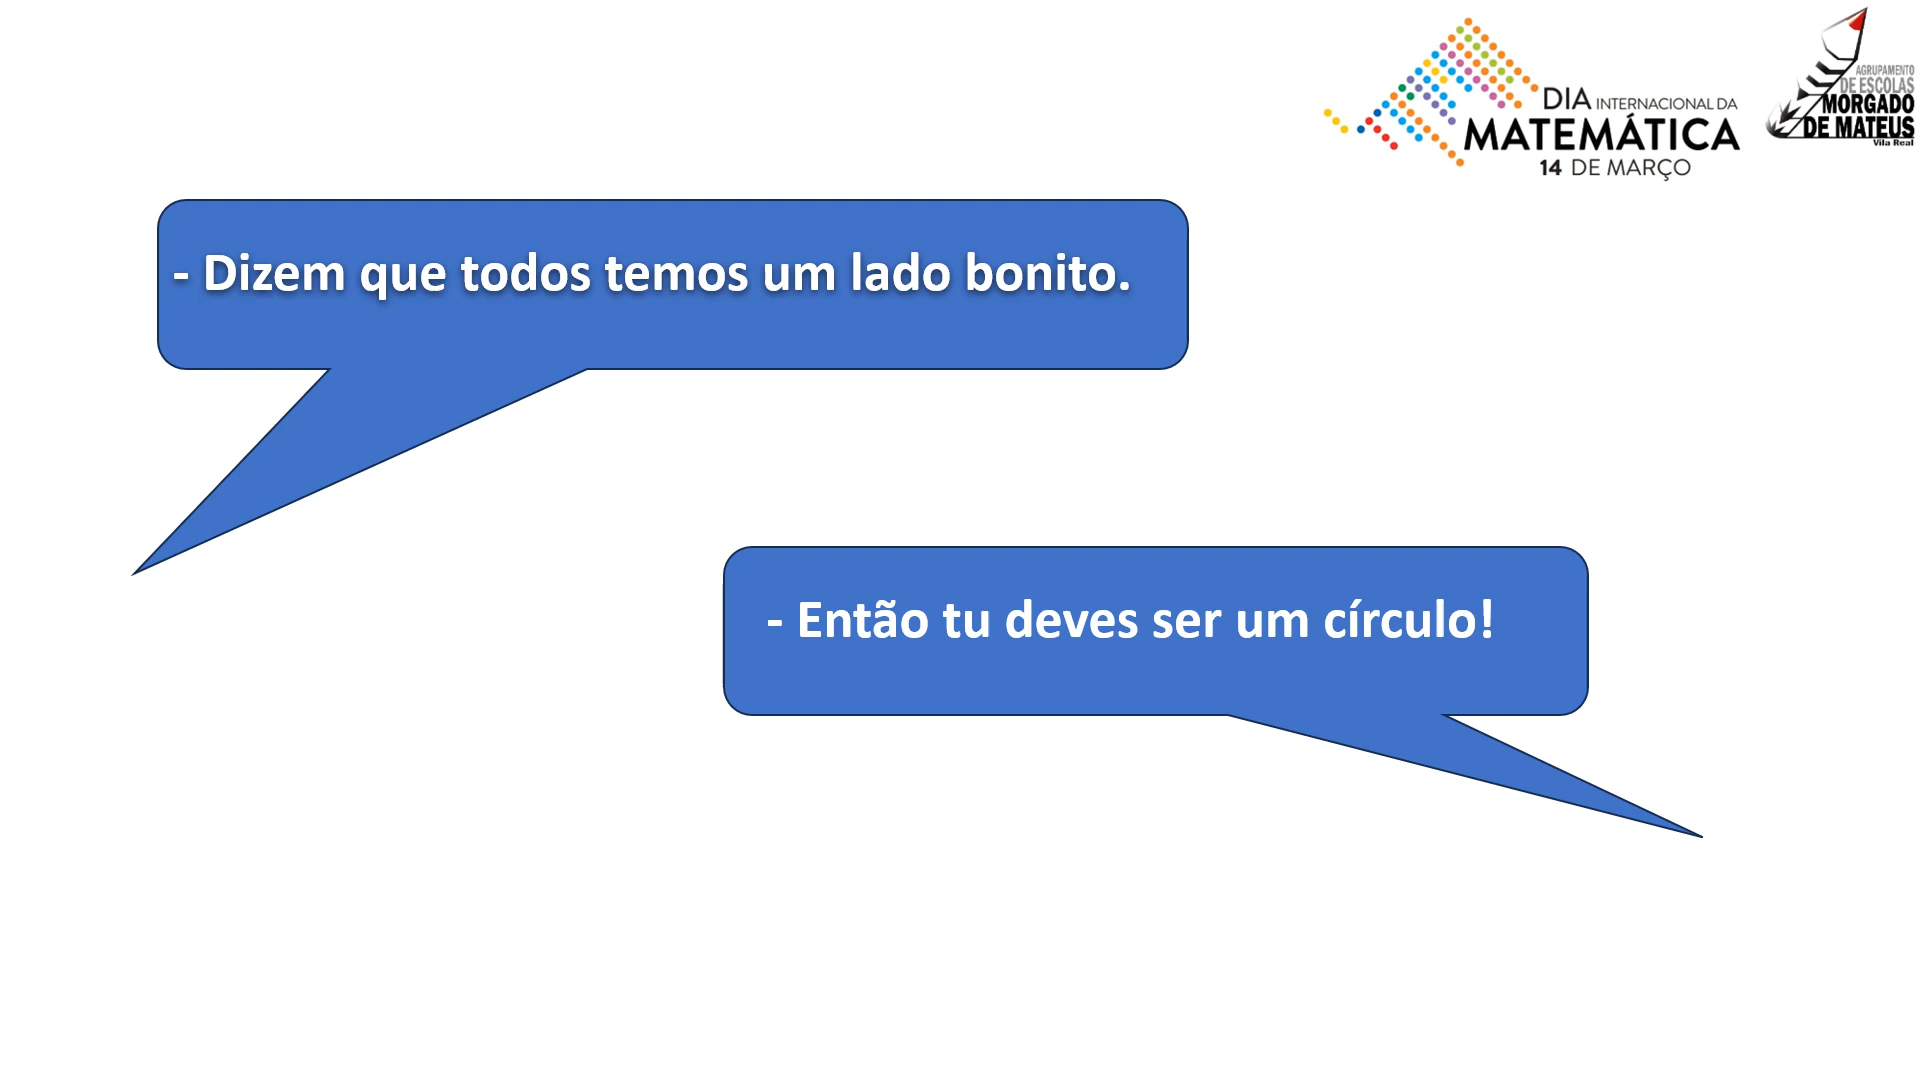 DIA INTERNACIONAL DA
MATEMÁTICA
14 DE MARÇO
AGRUPAMENTO
DE ESCOLAS
MORGADO
DE MATEUS
Vila Real
- Dizem que todos temos um lado bonito.
- Então tu deves ser um círculo!